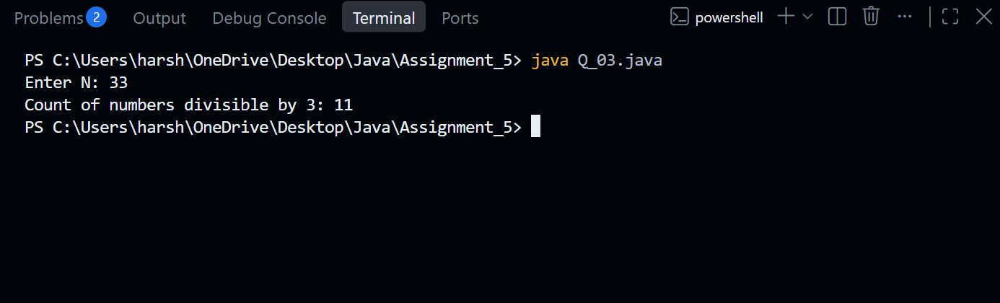 Problems 2 Output Debug Console Terminal Ports powershell
PS C:\Users\harsh\OneDrive\Desktop\Java\Assignment_5> java Q_03.java
Enter N: 33
Count of numbers divisible by 3: 11
PS C:\Users\harsh\OneDrive\Desktop\Java\Assignment_5>